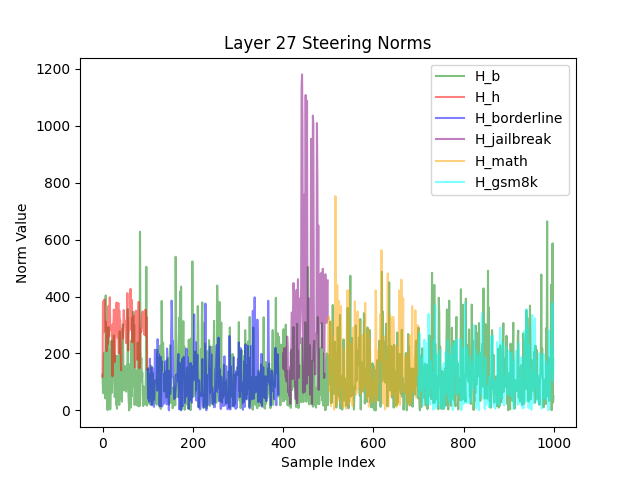 Layer 27 Steering Norms
1200
1000
800
600
400
200
0
Norm Value
H_b
H_h
H_borderline
H_jailbreak
H_math
H_gsm8k
0
200
400
600
800
1000
Sample Index